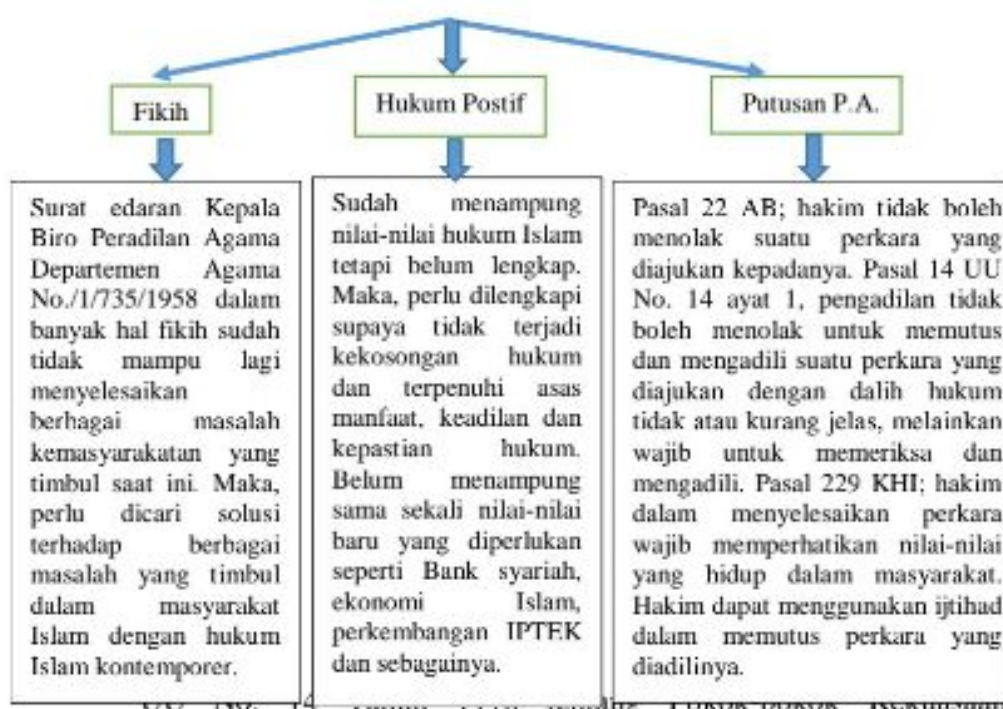 Fikih
Hukum Postif
Putusan P.A.
Surat edaran Kepala
Biro Peradilan Agama
Departemen Agama
No./1/735/1958 dalam
banyak hal fikih sudah
tidak mampu lagi
menyelesaikan
berbagai masalah
kemasyarakatan yang
timbul saat ini. Maka,
perlu dicari solusi
terhadap berbagai
masalah yang timbul
dalam masyarakat
Islam dengan hukum
Islam kontemporer.
Sudah menampung
nilai-nilai hukum Islam
tetapi belum lengkap.
Maka, perlu dilengkapi
supaya tidak terjadi
kekosongan hukum
dan terpenuhi asas
manfaat, keadilan dan
kepastian hukum.
Belum menampung
sama sekali nilai-nilai
baru yang diperlukan
seperti Bank syariah,
ekonomi Islam,
perkembangan IPTEK
dan sebagainya.
Pasal 22 AB; hakim tidak boleh
menolak suatu perkara yang
diajukan kepadanya. Pasal 14 UU
No. 14 ayat 1, pengadilan tidak
boleh menolak untuk memutus
dan mengadili suatu perkara yang
diajukan dengan dalih hukum
tidak atau kurang jelas, melainkan
wajib untuk memeriksa dan
mengadili. Pasal 229 KHI; hakim
dalam menyelesaikan perkara
wajib memperhatikan nilai-nilai
yang hidup dalam masyarakat.
Hakim dapat menggunakan ijtihad
dalam memutus perkara yang
diadilinya.